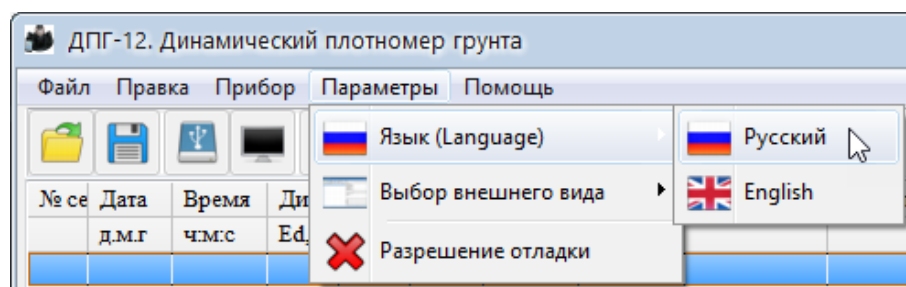 ДПГ-12. Динамический плотномер грунта
Файл Правка Прибор Параметры Помощь
Язык (Language)
Русский
Выбор внешнего вида
English
Разрешение отладки
№ се Дата Время Ди
д.м.г ч:м:с Ed,